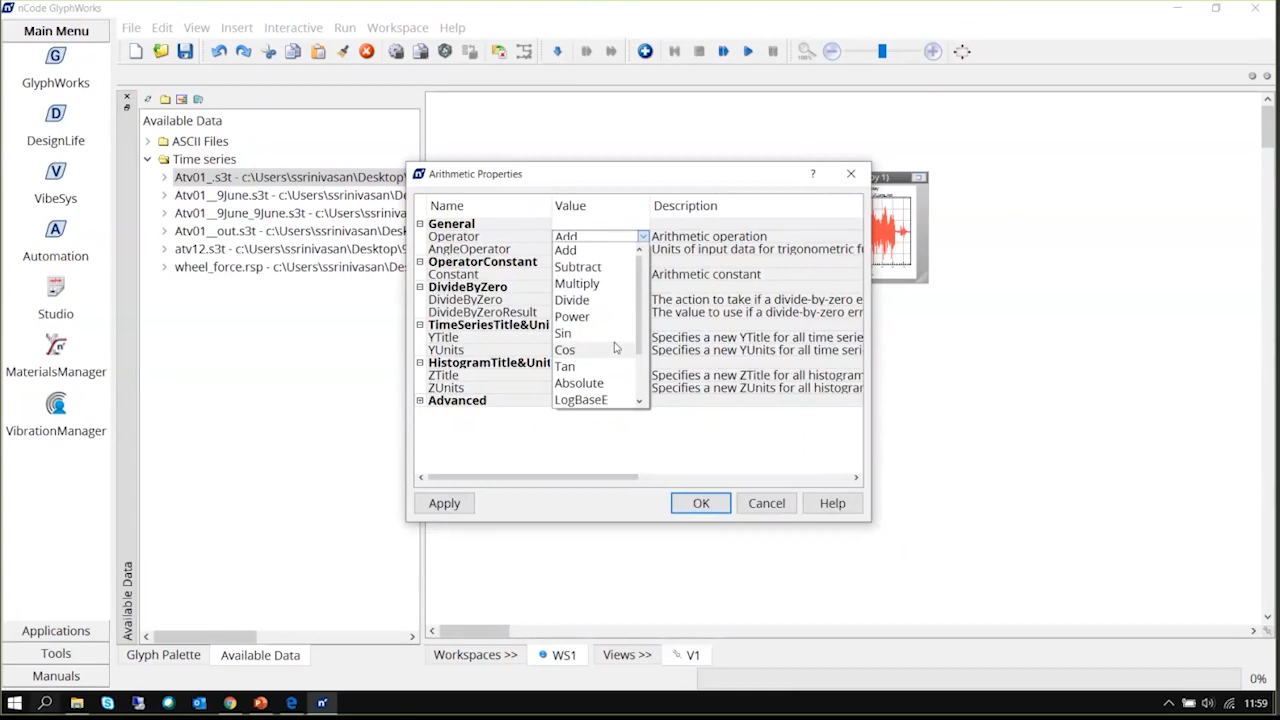 nCode GlyphWorks
Main Menu
File Edit View Insert Interactive Run Workspace Help
GlyphWorks
DesignLife
VibeSys
Automation
Studio
MaterialsManager
VibrationManager
Applications
Tools
Manuals
Available Data
ASCII Files
Time series
Atv01_.s3t - c:\Users\ssrinivasan\Desktop\
Atv01__9June.s3t - c:\Users\ssrinivasan\De
Atv01__9June_9June.s3t - c:\Users\ssriniva
Atv01__out.s3t - c:\Users\ssrinivasan\Deskt
atv12.s3t - c:\Users\ssrinivasan\Desktop\9
wheel_force.rsp - c:\Users\ssrinivasan\Des
Available Data
Glyph Palette Available Data
Arithmetic Properties
?
Name Value Description
General
Operator Add Arithmetic operation
AngleOperator Units of input data for trigonometric fu
OperatorConstant
Constant Arithmetic constant
DivideByZero
DivideByZero The action to take if a divide-by-zero e
DivideByZeroResult The value to use if a divide-by-zero err
TimeSeriesTitle&Uni
YTitle Specifies a new YTitle for all time serie
YUnits Specifies a new YUnits for all time seri
HistogramTitle&Unit
ZTitle Specifies a new ZTitle for all histogram
ZUnits Specifies a new ZUnits for all histogram
Advanced
Add
Subtract
Multiply
Divide
Power
Sin
Cos
Tan
Absolute
LogBaseE
Apply OK Cancel Help
Workspaces >> WS1 Views >> V1
0%
11:59